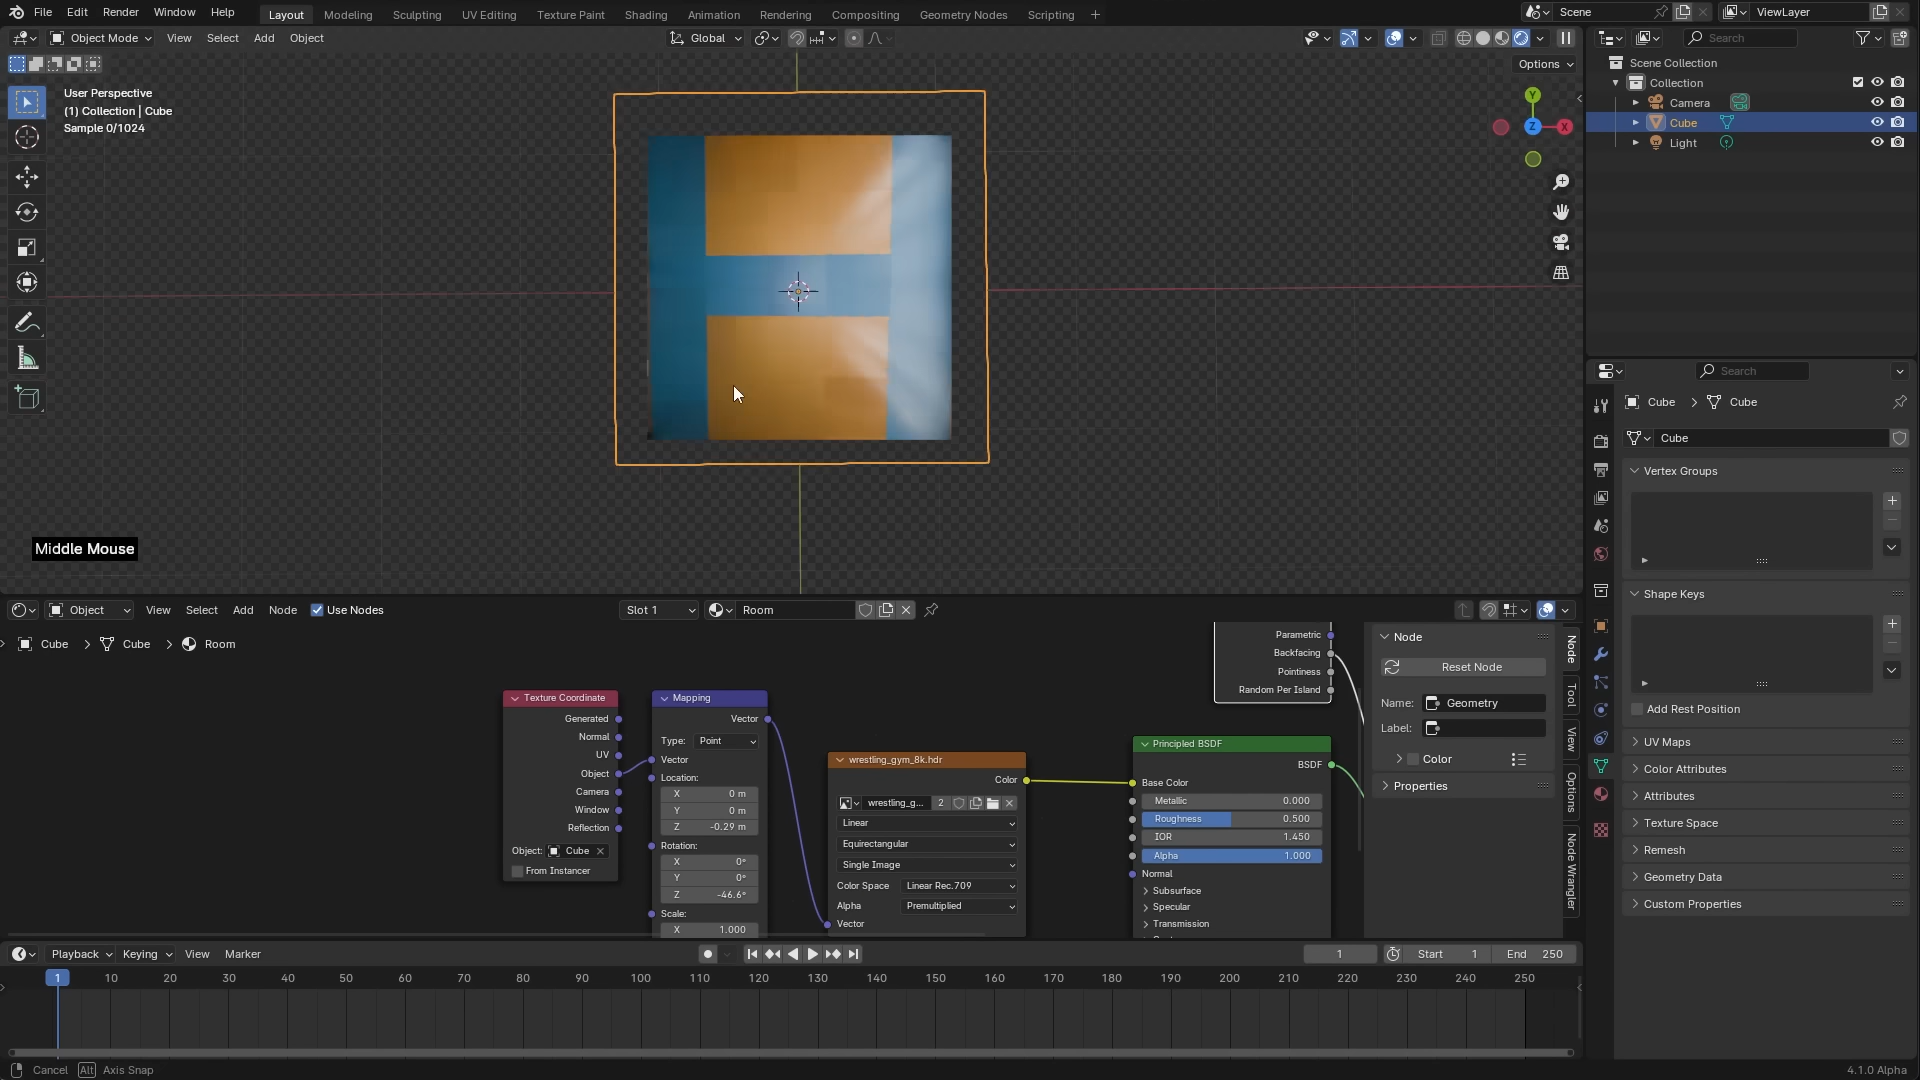 File Edit Render Window Help Layout Modeling Sculpting UV Editing Texture Paint Shading Animation Rendering Compositing Geometry Nodes Scripting + Scene ViewLayer
Object Mode View Select Add Object Global Search
Options
User Perspective
(1) Collection | Cube
Sample 0/1024
Y
Z
X
Middle Mouse
Scene Collection
Collection
Camera
Cube
Light
Search
Cube > Cube
Cube
Vertex Groups
Shape Keys
Add Rest Position
UV Maps
Color Attributes
Attributes
Texture Space
Remesh
Geometry Data
Custom Properties
Object View Select Add Node Use Nodes Slot 1 Room
Cube > Cube > Room
Texture Coordinate
Generated
Normal
UV
Object
Camera
Window
Reflection
Object: Cube
From Instancer
Mapping
Vector
Type: Point
Vector
Location:
X 0 m
Y 0 m
Z -0.29 m
Rotation:
X 0°
Y 0°
Z -46.6°
Scale:
X 1.000
wrestling_gym_8k.hdr
Color
wrestling_g... 2
Linear
Equirectangular
Single Image
Color Space Linear Rec.709
Alpha Premultiplied
Vector
Parametric
Backfacing
Pointiness
Random Per Island
Principled BSDF
BSDF
Base Color
Metallic 0.000
Roughness 0.500
IOR 1.450
Alpha 1.000
Normal
Subsurface
Specular
Transmission
Node
Reset Node
Name: Geometry
Label:
Color
Properties
Node
Tool
View
Options
Node Wrangler
Playback Keying View Marker 1 Start 1 End 250
1 10 20 30 40 50 60 70 80 90 100 110 120 130 140 150 160 170 180 190 200 210 220 230 240 250
Cancel Alt Axis Snap 4.1.0 Alpha